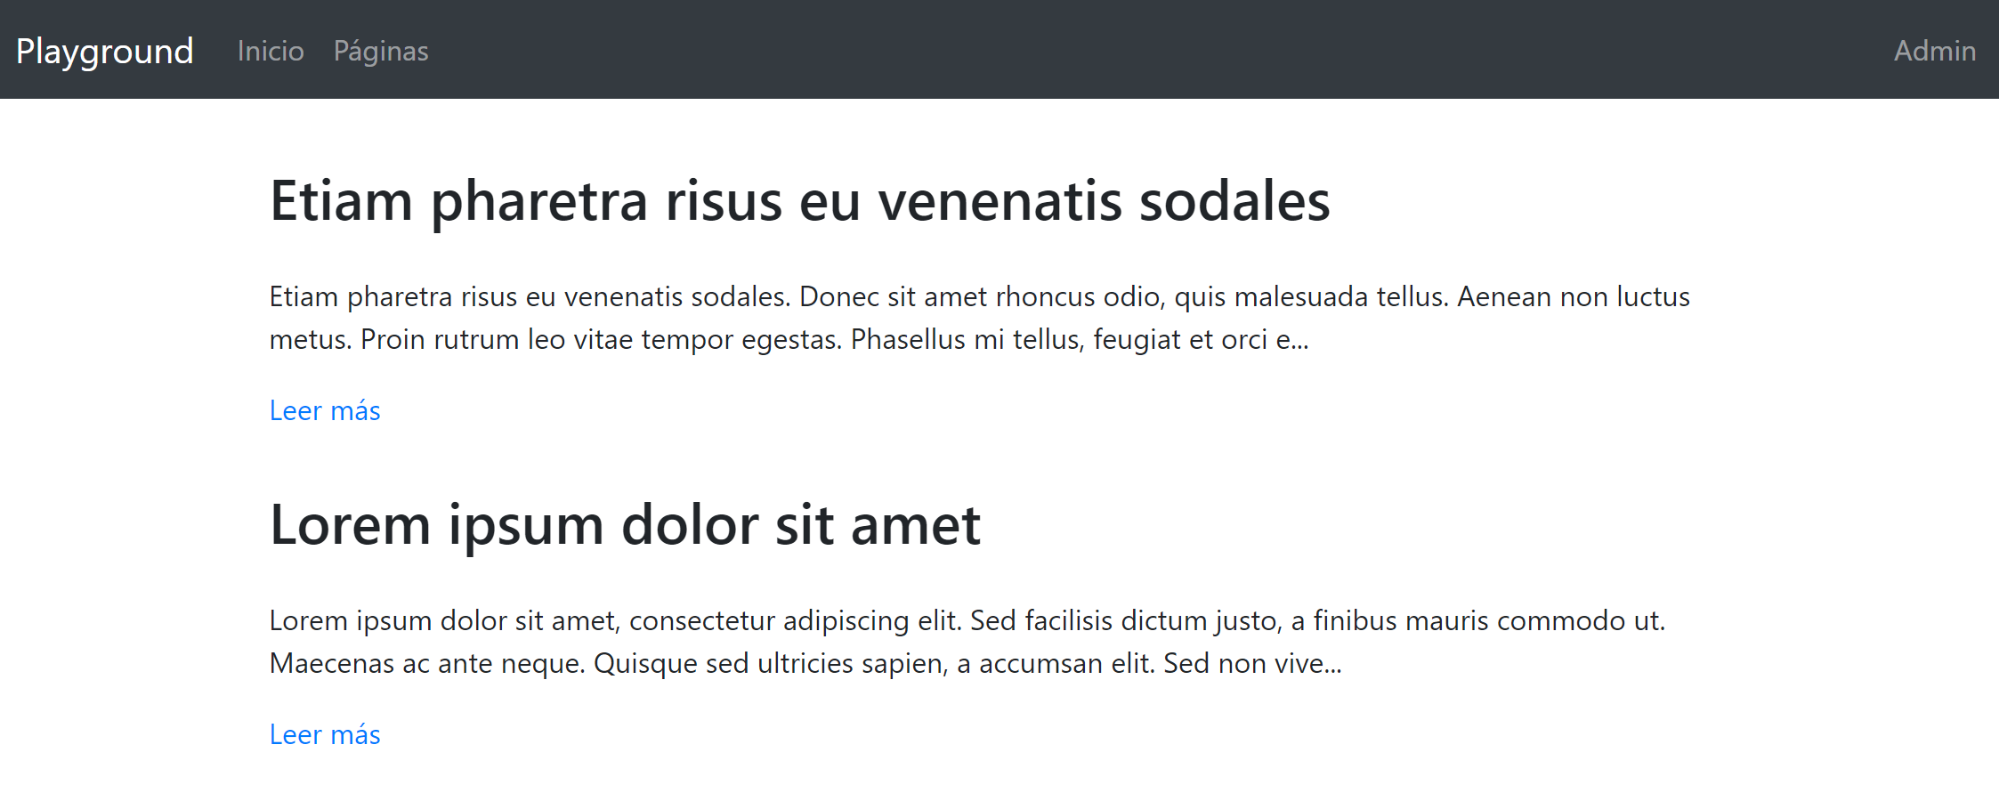 Playground Inicio Páginas Admin
Etiam pharetra risus eu venenatis sodales
Etiam pharetra risus eu venenatis sodales. Donec sit amet rhoncus odio, quis malesuada tellus. Aenean non luctus
metus. Proin rutrum leo vitae tempor egestas. Phasellus mi tellus, feugiat et orci e...
Leer más
Lorem ipsum dolor sit amet
Lorem ipsum dolor sit amet, consectetur adipiscing elit. Sed facilisis dictum justo, a finibus mauris commodo ut.
Maecenas ac ante neque. Quisque sed ultricies sapien, a accumsan elit. Sed non vive...
Leer más